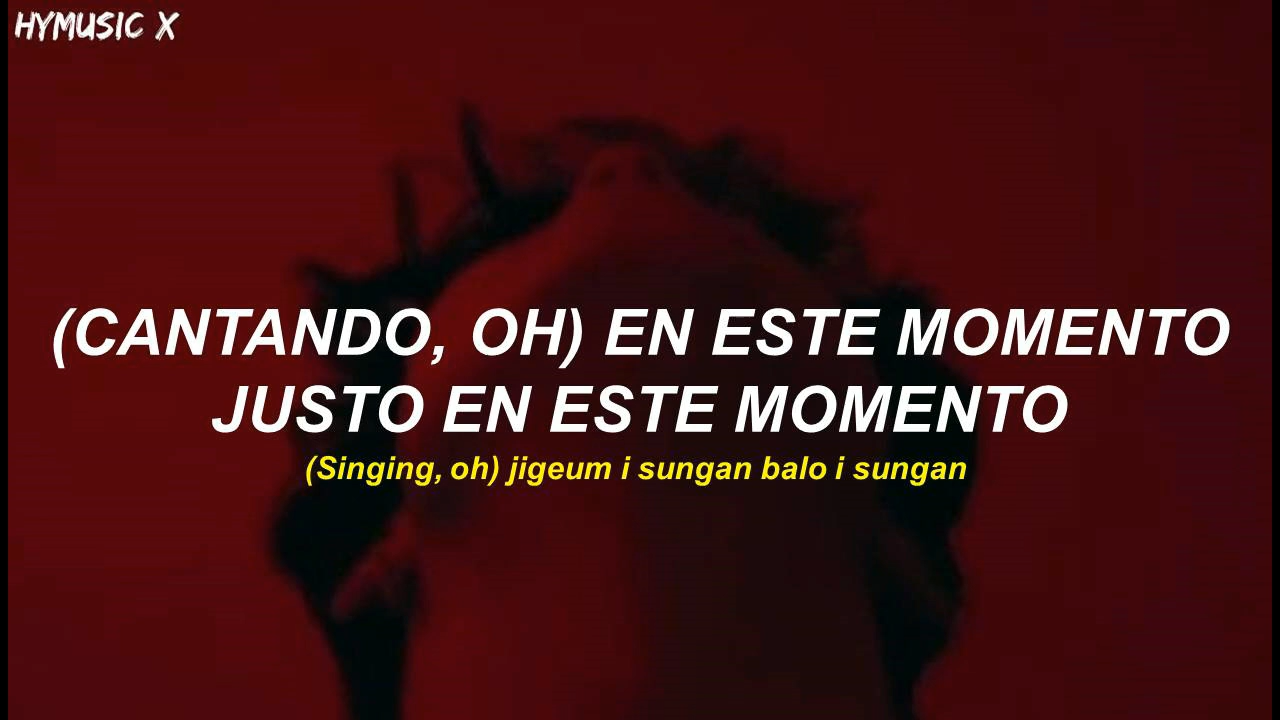 HYMUSIC X
(CANTANDO, OH) EN ESTE MOMENTO
JUSTO EN ESTE MOMENTO
(Singing, oh) jigeum i sungan balo i sungan